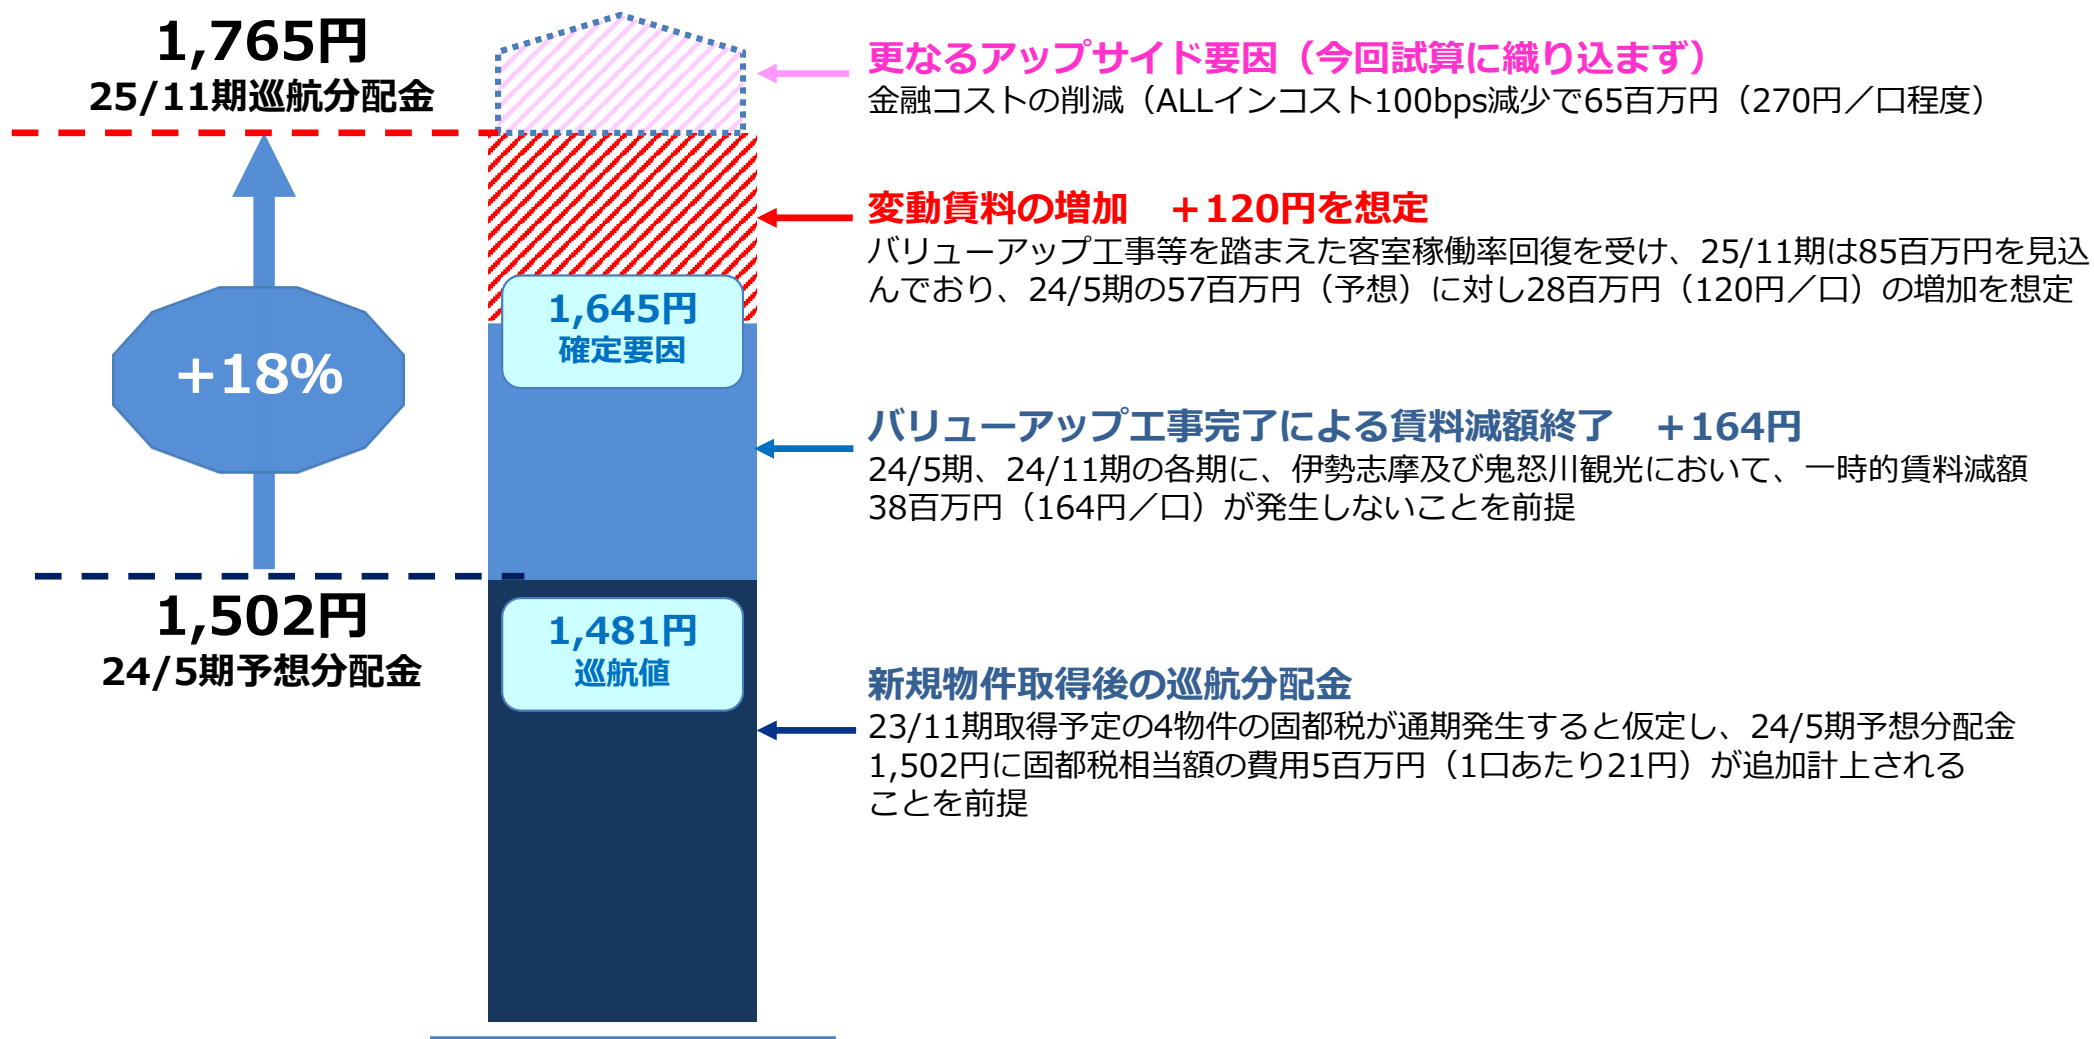 1,765円
25/11期巡航分配金
+18%
1,502円
24/5期予想分配金
1,645円
確定要因
1,481円
巡航値
更なるアップサイド要因（今回試算に織り込まず）
金融コストの削減（ALLインコスト100bps減少で65百万円（270円／口程度）
変動賃料の増加　＋120円を想定
バリューアップ工事等を踏まえた客室稼働率回復を受け、25/11期は85百万円を見込
んでおり、24/5期の57百万円（予想）に対し28百万円（120円／口）の増加を想定
バリューアップ工事完了による賃料減額終了　＋164円
24/5期、24/11期の各期に、伊勢志摩及び鬼怒川観光において、一時的賃料減額
38百万円（164円／口）が発生しないことを前提
新規物件取得後の巡航分配金
23/11期取得予定の4物件の固都税が通期発生すると仮定し、24/5期予想分配金
1,502円に固都税相当額の費用5百万円（1口あたり21円）が追加計上される
ことを前提